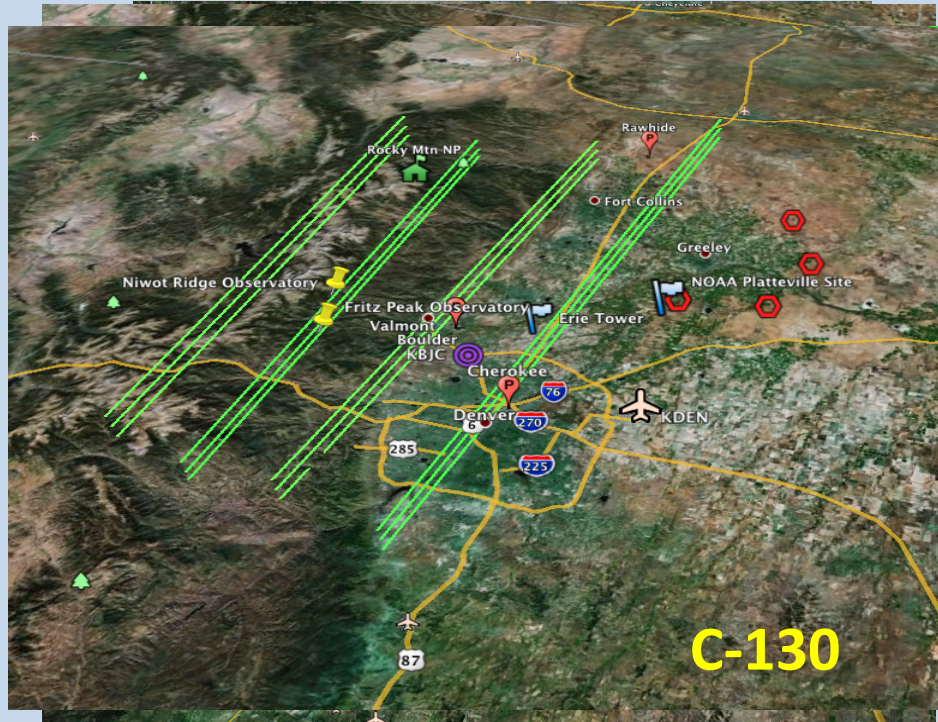 Cheyenne
Rawhide
P
Rocky Mtn NP
Fort Collins
Greeley
Niwot Ridge Observatory
NOAA Platteville Site
Fritz Peak Observatory
Erie Tower
Valmont
Boulder
KBJC
Cherokee
P
76
Denver
6
270
KDEN
285
225
C-130
87